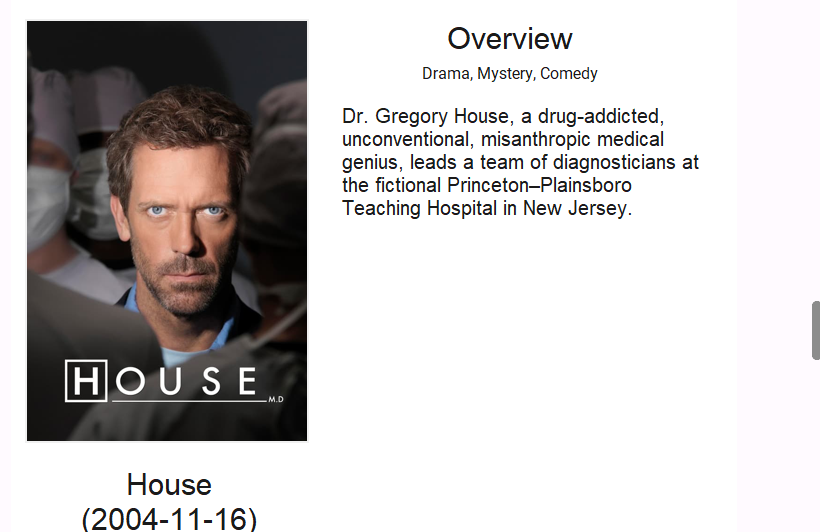 HOUSE M.D
House
(2004-11-16)
Overview
Drama, Mystery, Comedy
Dr. Gregory House, a drug-addicted,
unconventional, misanthropic medical
genius, leads a team of diagnosticians at
the fictional Princeton–Plainsboro
Teaching Hospital in New Jersey.